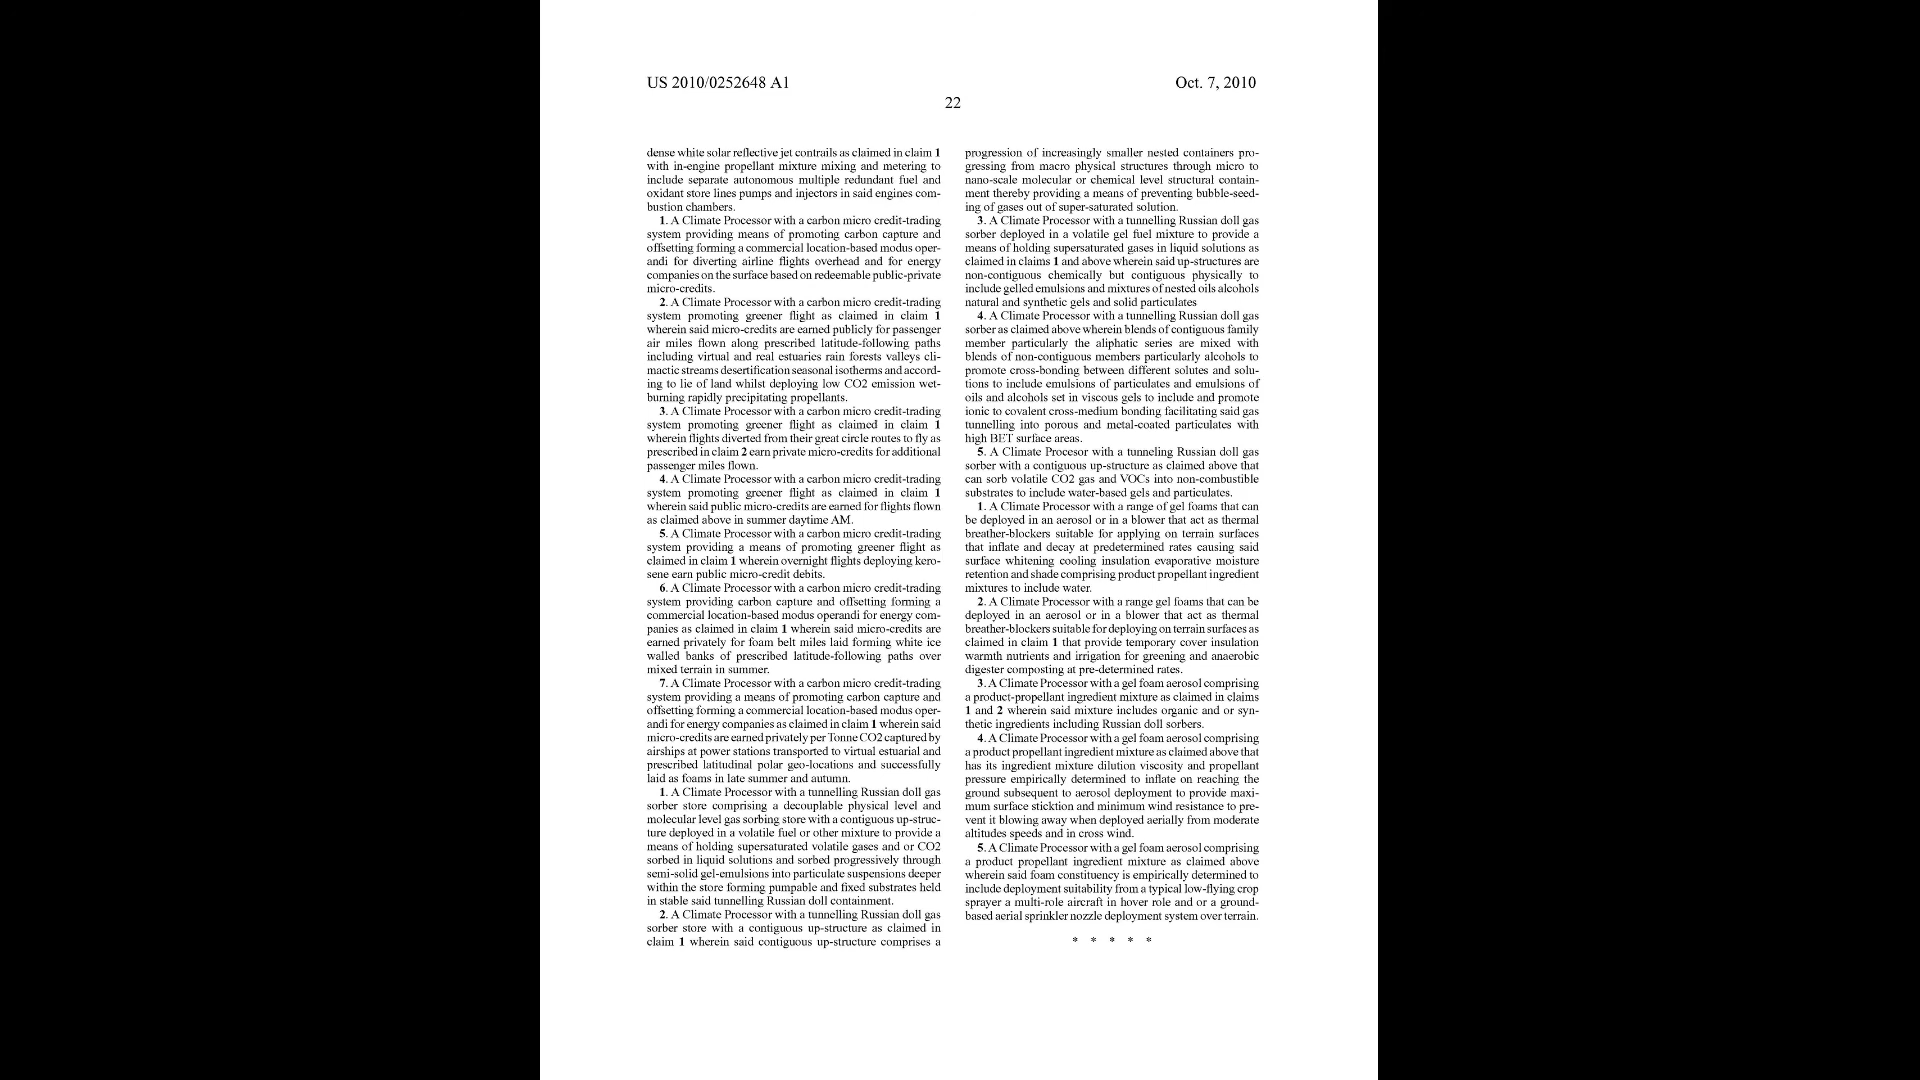 US 2010/0252648 A1
Oct. 7, 2010
22
dense white solar reflective jet contrails as claimed in claim 1
with in-engine propellant mixture mixing and metering to
include separate autonomous multiple redundant fuel and
oxidant store lines pumps and injectors in said engines com-
bustion chambers.
1. A Climate Processor with a carbon micro credit-trading
system providing means of promoting carbon capture and
offsetting forming a commercial location-based modus oper-
andi for diverting airline flights overhead and for energy
companies on the surface based on redeemable public-private
micro-credits.
2. A Climate Processor with a carbon micro credit-trading
system promoting greener flight as claimed in claim 1
wherein said micro-credits are earned publicly for passenger
air miles flown along prescribed latitude-following paths
including virtual and real estuaries rain forests valleys cli-
mactic streams desertification seasonal isotherms and accord-
ing to lie of land whilst deploying low CO2 emission wet-
burning rapidly precipitating propellants.
3. A Climate Processor with a carbon micro credit-trading
system promoting greener flight as claimed in claim 1
wherein flights diverted from their great circle routes to fly as
prescribed in claim 2 earn private micro-credits for additional
passenger miles flown.
4. A Climate Processor with a carbon micro credit-trading
system promoting greener flight as claimed in claim 1
wherein said public micro-credits are earned for flights flown
as claimed above in summer daytime AM.
5. A Climate Processor with a carbon micro credit-trading
system providing a means of promoting greener flight as
claimed in claim 1 wherein overnight flights deploying kero-
sene earn public micro-credit debits.
6. A Climate Processor with a carbon micro credit-trading
system providing carbon capture and offsetting forming a
commercial location-based modus operandi for energy com-
panies as claimed in claim 1 wherein said micro-credits are
earned privately for foam belt miles laid forming white ice
walled banks of prescribed latitude-following paths over
mixed terrain in summer.
7. A Climate Processor with a carbon micro credit-trading
system providing a means of promoting carbon capture and
offsetting forming a commercial location-based modus oper-
andi for energy companies as claimed in claim 1 wherein said
micro-credits are earned privately per Tonne CO2 captured by
airships at power stations transported to virtual estuarial and
prescribed latitudinal polar geo-locations and successfully
laid as foams in late summer and autumn.
1. A Climate Processor with a tunnelling Russian doll gas
sorber store comprising a decouplable physical level and
molecular level gas sorbing store with a contiguous up-struc-
ture deployed in a volatile fuel or other mixture to provide a
means of holding supersaturated volatile gases and or CO2
sorbed in liquid solutions and sorbed progressively through
semi-solid gel-emulsions into particulate suspensions deeper
within the store forming pumpable and fixed substrates held
in stable said tunnelling Russian doll containment.
2. A Climate Processor with a tunnelling Russian doll gas
sorber store with a contiguous up-structure as claimed in
claim 1 wherein said contiguous up-structure comprises a
progression of increasingly smaller nested containers pro-
gressing from macro physical structures through micro to
nano-scale molecular or chemical level structural contain-
ment thereby providing a means of preventing bubble-seed-
ing of gases out of super-saturated solution.
3. A Climate Processor with a tunnelling Russian doll gas
sorber deployed in a volatile gel fuel mixture to provide a
means of holding supersaturated gases in liquid solutions as
claimed in claims 1 and above wherein said up-structures are
non-contiguous chemically but contiguous physically to
include gelled emulsions and mixtures of nested oils alcohols
natural and synthetic gels and solid particulates
4. A Climate Processor with a tunnelling Russian doll gas
sorber as claimed above wherein blends of contiguous family
member particularly the aliphatic series are mixed with
blends of non-contiguous members particularly alcohols to
promote cross-bonding between different solutes and solu-
tions to include emulsions of particulates and emulsions of
oils and alcohols set in viscous gels to include and promote
ionic to covalent cross-medium bonding facilitating said gas
tunnelling into porous and metal-coated particulates with
high BET surface areas.
5. A Climate Procesor with a tunneling Russian doll gas
sorber with a contiguous up-structure as claimed above that
can sorb volatile CO2 gas and VOCs into non-combustible
substrates to include water-based gels and particulates.
1. A Climate Processor with a range of gel foams that can
be deployed in an aerosol or in a blower that act as thermal
breather-blockers suitable for applying on terrain surfaces
that inflate and decay at predetermined rates causing said
surface whitening cooling insulation evaporative moisture
retention and shade comprising product propellant ingredient
mixtures to include water.
2. A Climate Processor with a range gel foams that can be
deployed in an aerosol or in a blower that act as thermal
breather-blockers suitable for deploying on terrain surfaces as
claimed in claim 1 that provide temporary cover insulation
warmth nutrients and irrigation for greening and anaerobic
digester composting at pre-determined rates.
3. A Climate Processor with a gel foam aerosol comprising
a product-propellant ingredient mixture as claimed in claims
1 and 2 wherein said mixture includes organic and or syn-
thetic ingredients including Russian doll sorbers.
4. A Climate Processor with a gel foam aerosol comprising
a product propellant ingredient mixture as claimed above that
has its ingredient mixture dilution viscosity and propellant
pressure empirically determined to inflate on reaching the
ground subsequent to aerosol deployment to provide maxi-
mum surface sticktion and minimum wind resistance to pre-
vent it blowing away when deployed aerially from moderate
altitudes speeds and in cross wind.
5. A Climate Processor with a gel foam aerosol comprising
a product propellant ingredient mixture as claimed above
wherein said foam constituency is empirically determined to
include deployment suitability from a typical low-flying crop
sprayer a multi-role aircraft in hover role and or a ground-
based aerial sprinkler nozzle deployment system over terrain.
* * * * *